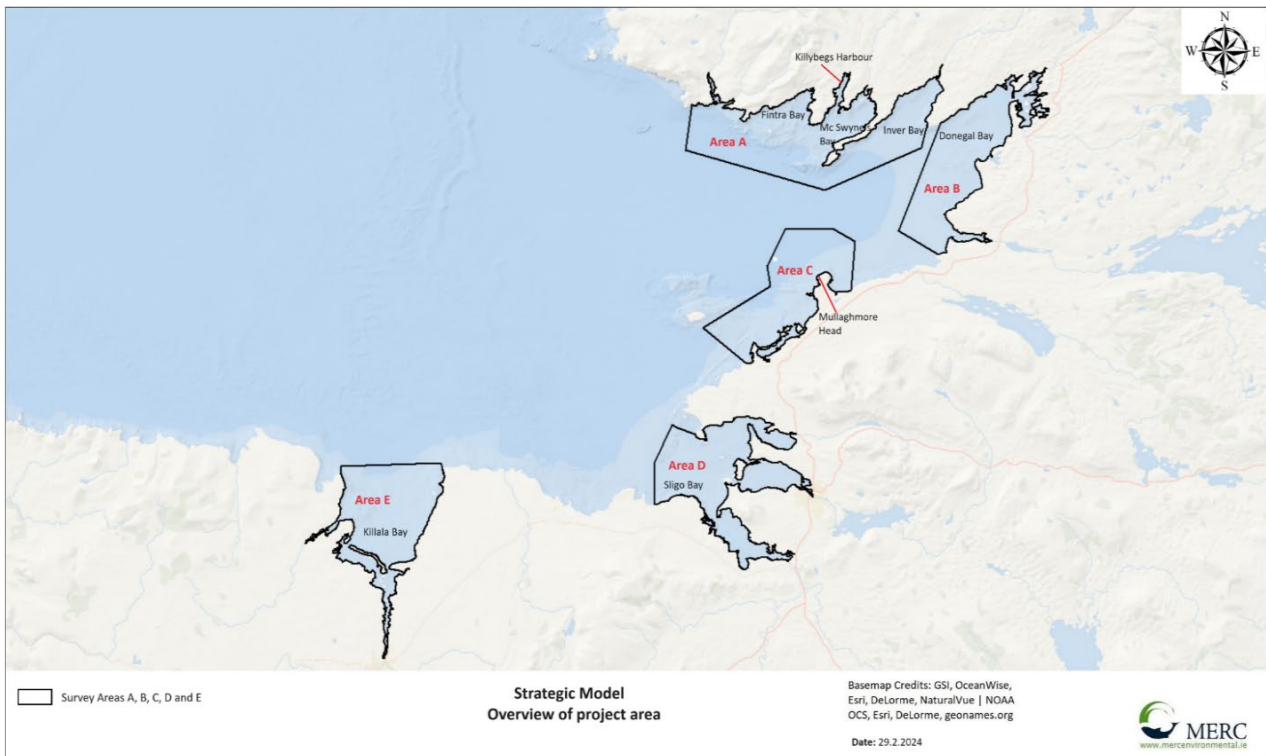 N
W
E
S
Killybegs Harbour
Fintra Bay
Mc Swynes
Bay
Inver Bay
Donegal Bay
Area A
Area B
Area C
Mullaghmore
Head
Area D
Sligo Bay
Area E
Killala Bay
Survey Areas A, B, C, D and E
Strategic Model
Overview of project area
Basemap Credits: GSI, OceanWise,
Esri, DeLorme, NaturalVue | NOAA
OCS, Esri, DeLorme, geonames.org
Date: 29.2.2024
MERC
www.mercenvironmental.ie